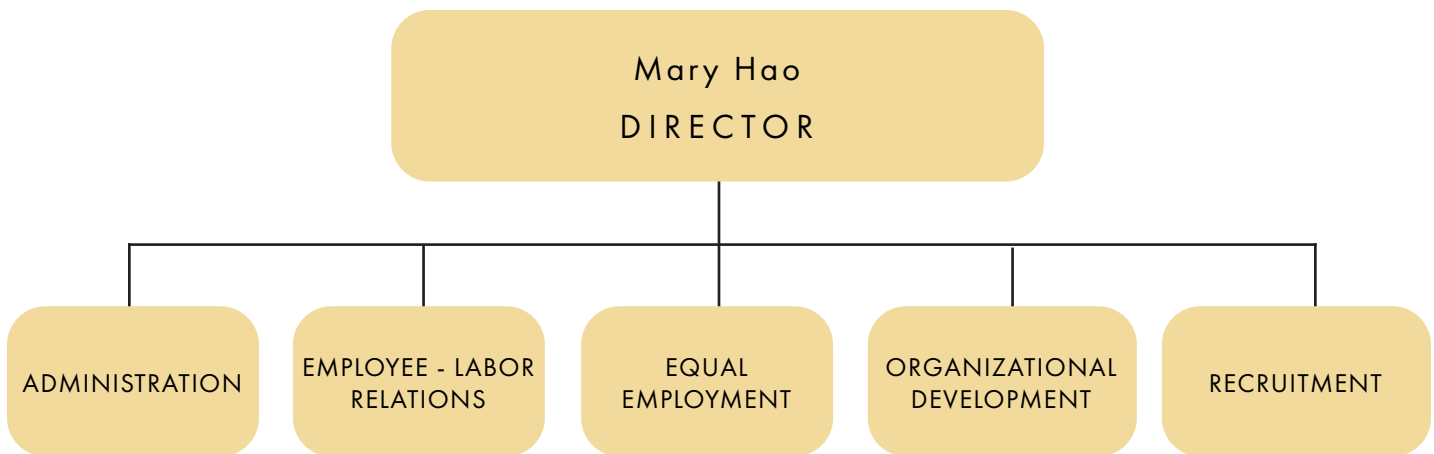 Mary Hao
DIRECTOR
ADMINISTRATION
EMPLOYEE - LABOR
RELATIONS
EQUAL
EMPLOYMENT
ORGANIZATIONAL
DEVELOPMENT
RECRUITMENT